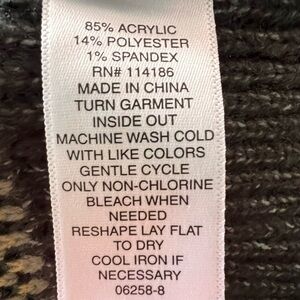 85% ACRYLIC
14% POLYESTER
1% SPANDEX
RN# 114186
MADE IN CHINA
TURN GARMENT
INSIDE OUT
MACHINE WASH COLD
WITH LIKE COLORS
GENTLE CYCLE
ONLY NON-CHLORINE
BLEACH WHEN
NEEDED
RESHAPE LAY FLAT
TO DRY
COOL IRON IF
NECESSARY
06258-8